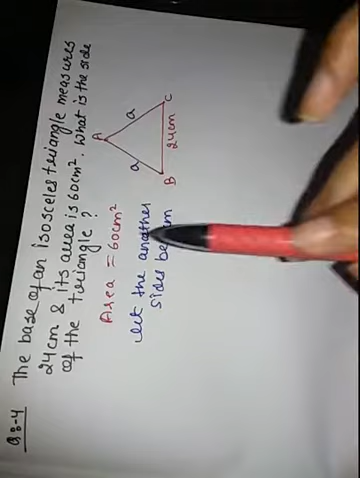 Q:-4 The base of an isosceles triangle measures
24cm & its area is 60cm². What is the side
of the triangle?
Area = 60cm²
A
a a
B 24cm C
let the another
sides be m